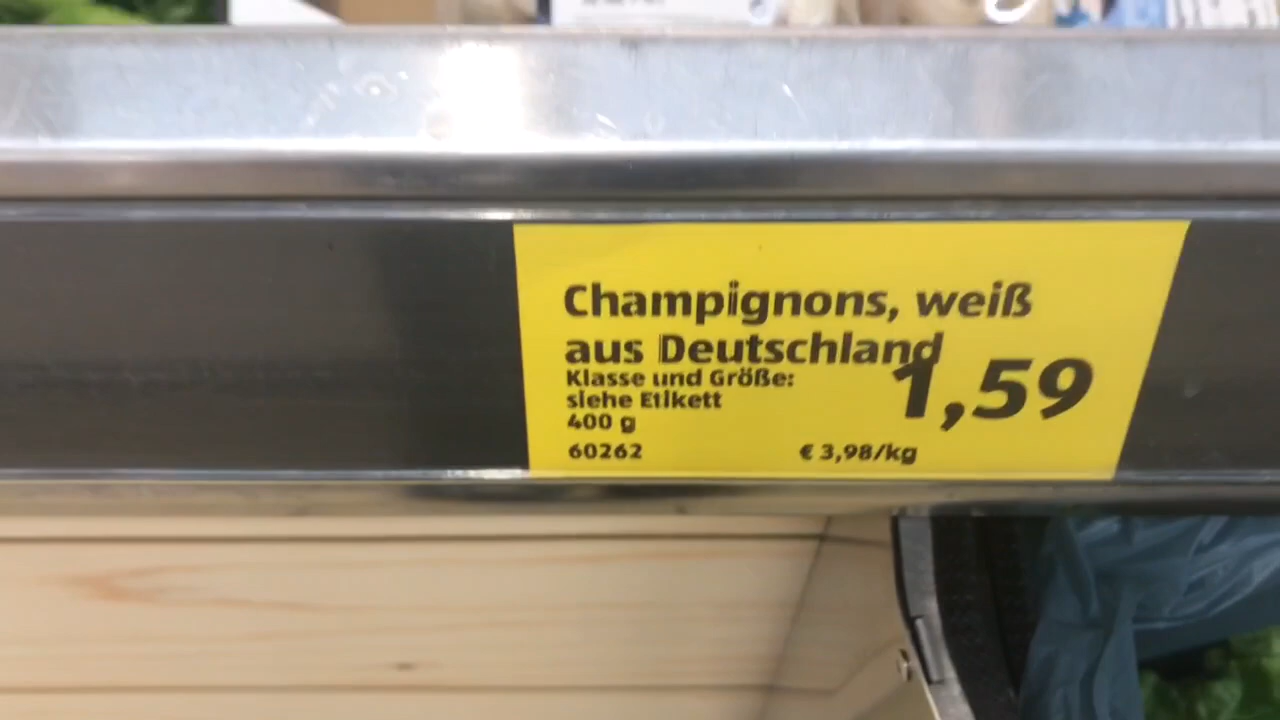 Champignons, weiß
aus Deutschland
Klasse und Größe:
siehe Etikett
400 g
1,59
60262
€ 3,98/kg